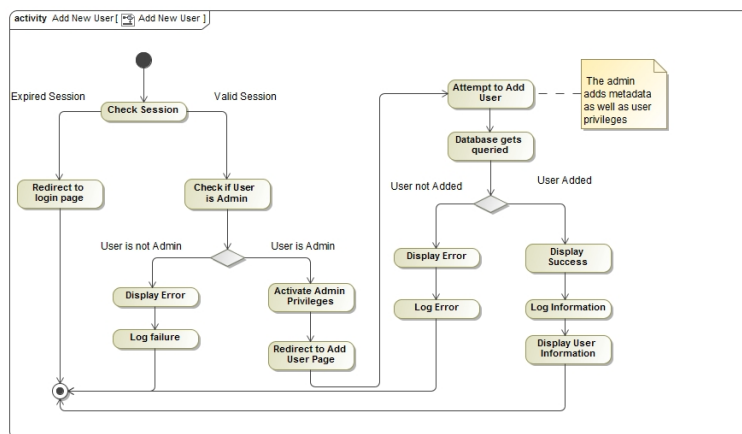 activity Add New User [ Add New User ]
Expired Session
Valid Session
Check Session
Redirect to
login page
Check if User
is Admin
User is not Admin
User is Admin
Display Error
Log failure
Activate Admin
Privileges
Redirect to Add
User Page
Attempt to Add
User
The admin
adds metadata
as well as user
privileges
Database gets
queried
User not Added
User Added
Display Error
Log Error
Display
Success
Log Information
Display User
Information